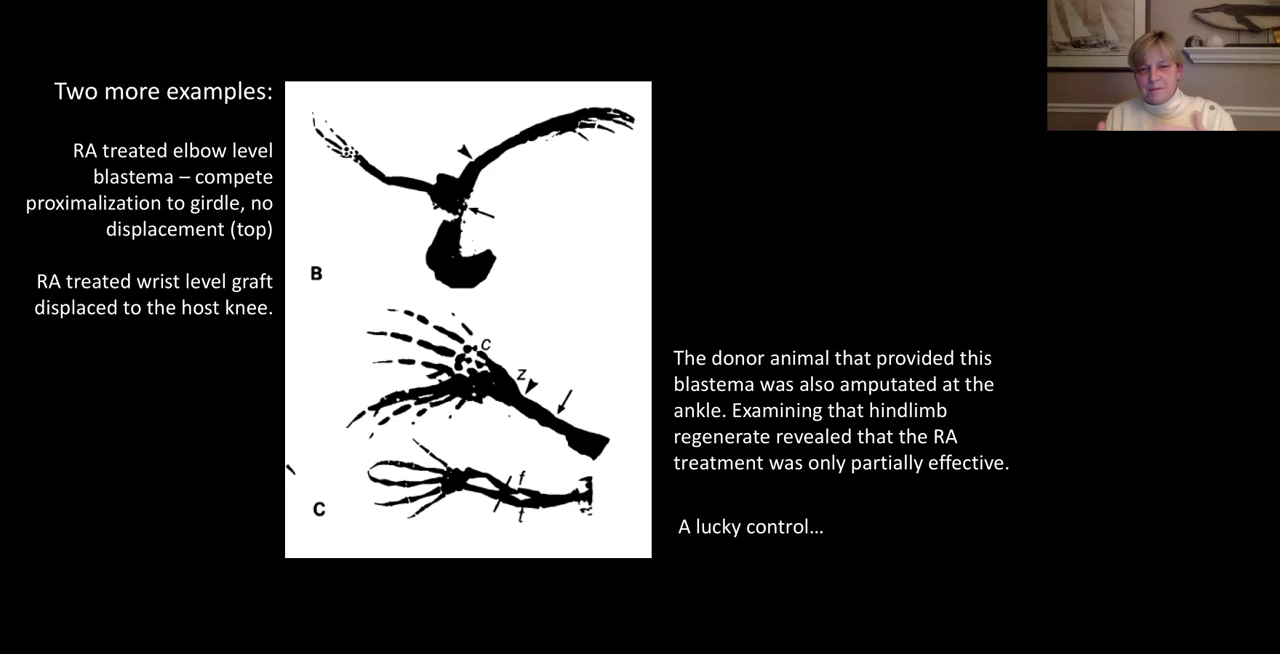 Two more examples:
RA treated elbow level
blastema – compete
proximalization to girdle, no
displacement (top)
RA treated wrist level graft
displaced to the host knee.
B
c
z
f
t
C
The donor animal that provided this
blastema was also amputated at the
ankle. Examining that hindlimb
regenerate revealed that the RA
treatment was only partially effective.
A lucky control…